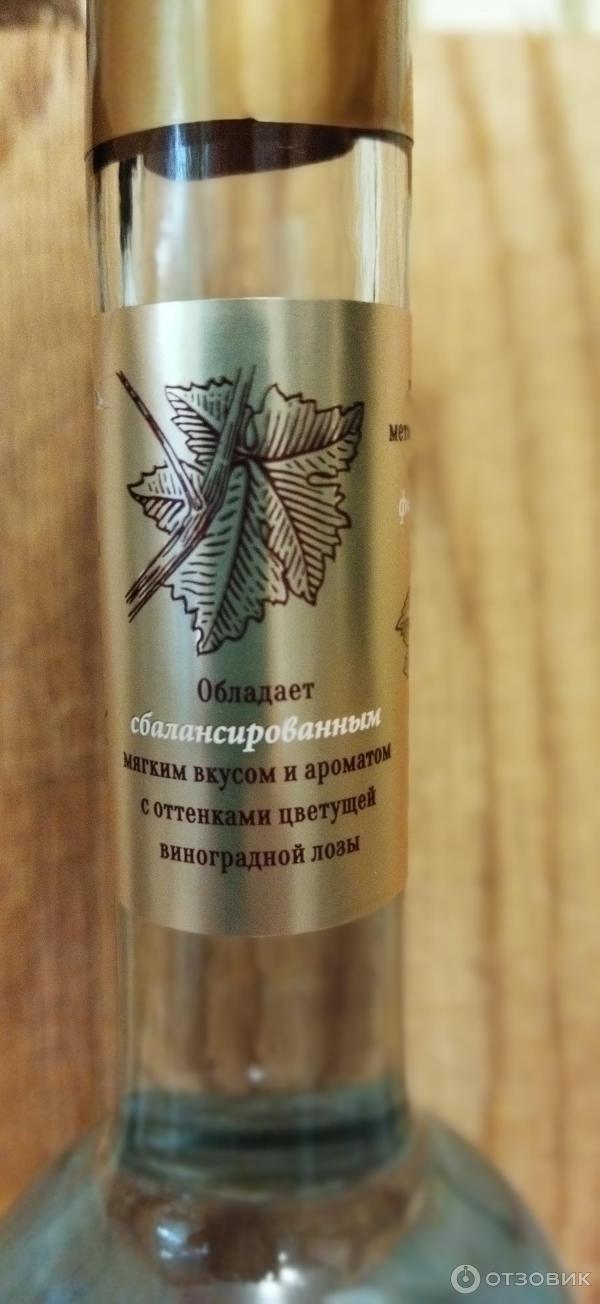 Обладает
сбалансированным
мягким вкусом и ароматом
с оттенками цветущей
виноградной лозы
ОТЗОВИК